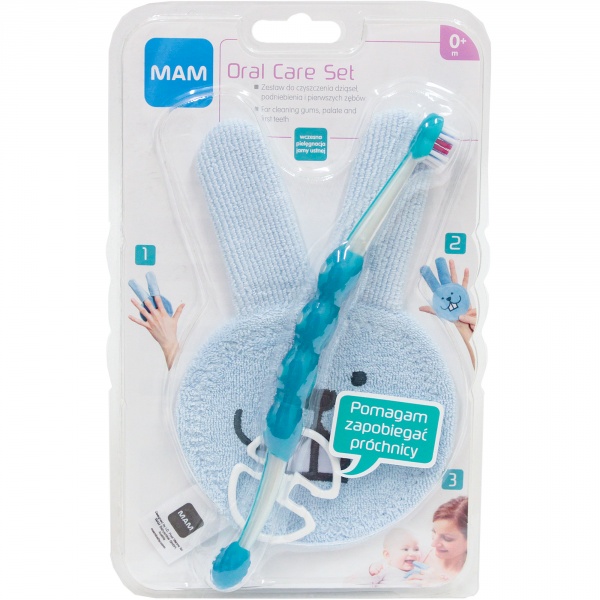 MAM
Oral Care Set
0+
m
Zestaw do czyszczenia dziąseł,
podniebienia i pierwszych zębów
For cleaning gums, palate and
first teeth
wczesna
pielęgnacja
jamy ustnej
1
2
Pomagam
zapobiegać
próchnicy
3
MAM